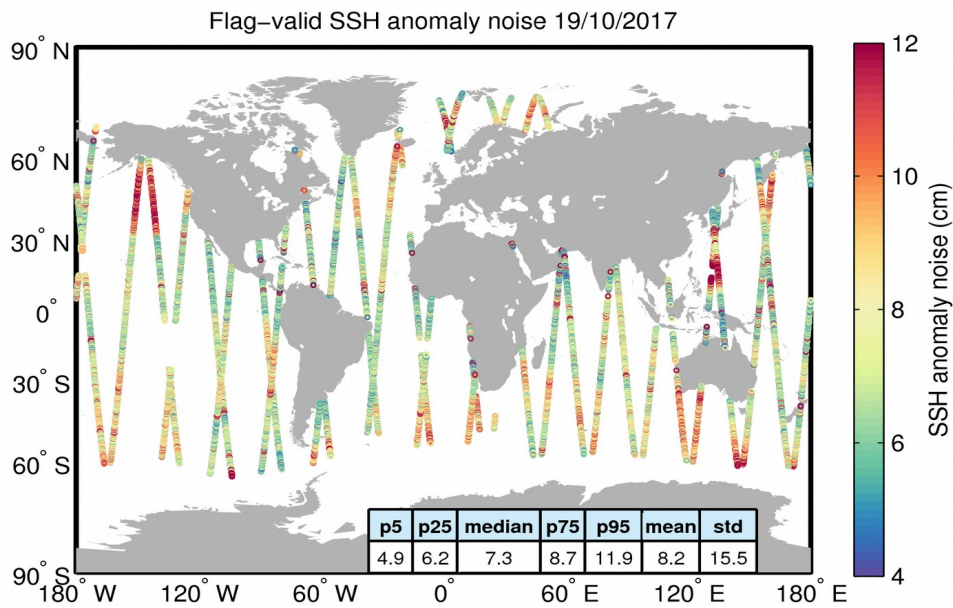 Flag−valid SSH anomaly noise 19/10/2017
90° N
60° N
30° N
0°
30° S
60° S
90° S
180° W
120° W
60° W
0°
60° E
120° E
180° E
p5 p25 median p75 p95 mean std
4.9 6.2 7.3 8.7 11.9 8.2 15.5
12
10
8
6
4
SSH anomaly noise (cm)